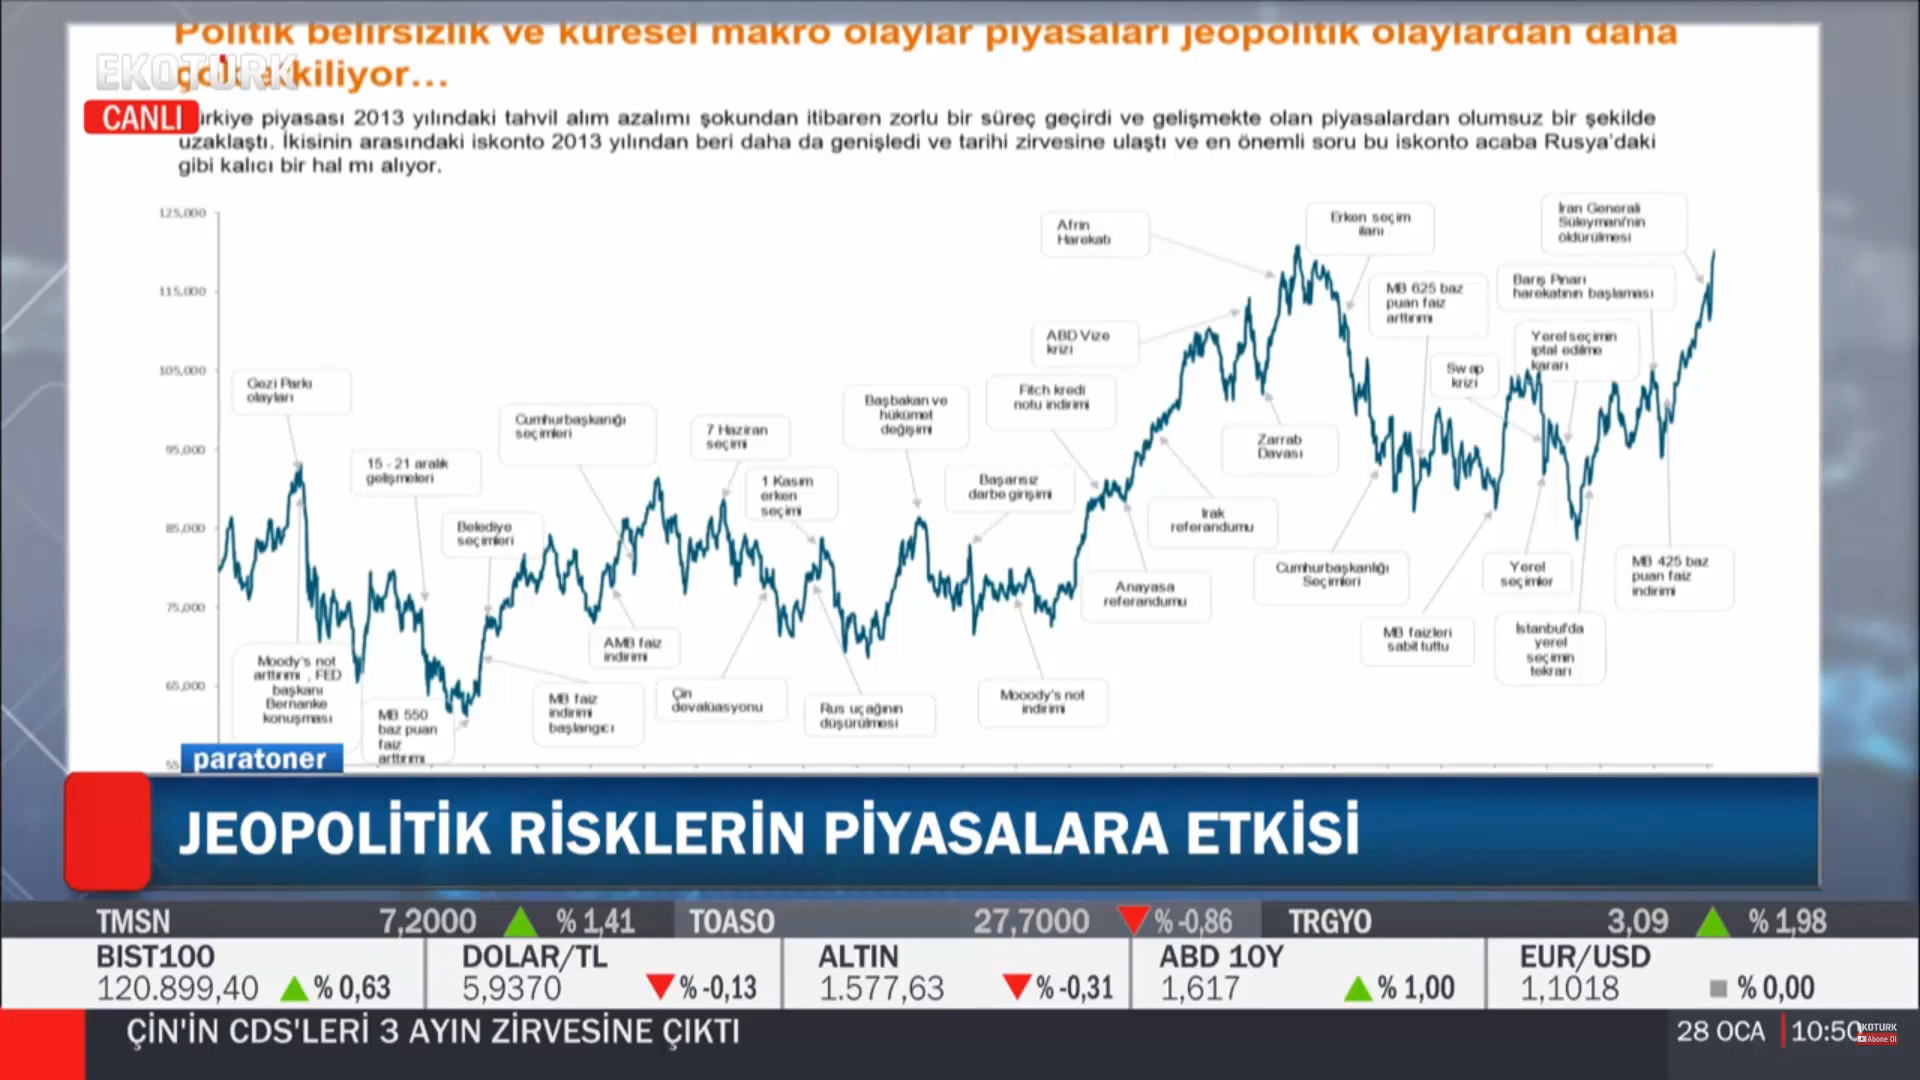 Politik belirsizlik ve küresel makro olaylar piyasaları jeopolitik olaylardan daha
EKOTÜRK
CANLI
piyasası 2013 yılındaki tahvil alım azalımı şokundan itibaren zorlu bir süreç geçirdi ve gelişmekte olan piyasalardan olumsuz bir şekilde
uzaklaştı. İkisinin arasındaki iskonto 2013 yılından beri daha da genişledi ve tarihi zirvesine ulaştı ve en önemli soru bu iskonto acaba Rusya'daki
gibi kalıcı bir hal mı alıyor.
125,000
115,000
105,000
95,000
85,000
75,000
65,000
Gezi Parkı
olayları
Moody's not
arttırımı , FED
başkanı
Bernanke
konuşması
15 - 21 aralık
gelişmeleri
MB 550
baz puan
faiz
arttırımı
Belediye
seçimleri
MB faiz
indirimi
başlangıcı
Cumhurbaşkanlığı
seçimleri
AMB faiz
indirimi
7 Haziran
seçimi
Çin
devalüasyonu
1 Kasım
erken
seçimi
Rus uçağının
düşürülmesi
Başbakan ve
hükümet
değişimi
Başarısız
darbe girişimi
Mooody's not
indirimi
Fitch kredi
notu indirimi
Anayasa
referandumu
Irak
referandumu
ABD Vize
krizi
Afrin
Harekatı
Zarrab
Davası
Erken seçim
ilanı
Cumhurbaşkanlığı
Seçimleri
MB 625 baz
puan faiz
arttırımı
MB faizleri
sabit tuttu
Swap
krizi
Yerel
seçimler
Yerel seçimin
iptal edilme
kararı
İstanbul'da
yerel
seçimin
tekrarı
Barış Pınarı
harekatının başlaması
MB 425 baz
puan faiz
indirimi
İran Generali
Süleymani'nin
öldürülmesi
paratoner
JEOPOLİTİK RİSKLERİN PİYASALARA ETKİSİ
TMSN 7,2000 % 1,41 TOASO 27,7000 % -0,86 TRGYO 3,09 % 1,98
BIST100 DOLAR/TL ALTIN ABD 10Y EUR/USD
120.899,40 % 0,63 5,9370 % -0,13 1.577,63 % -0,31 1,617 % 1,00 1,1018 % 0,00
ÇİN'İN CDS'LERİ 3 AYIN ZİRVESİNE ÇIKTI
28 OCA 10:50
EKOTURK
Abone Ol